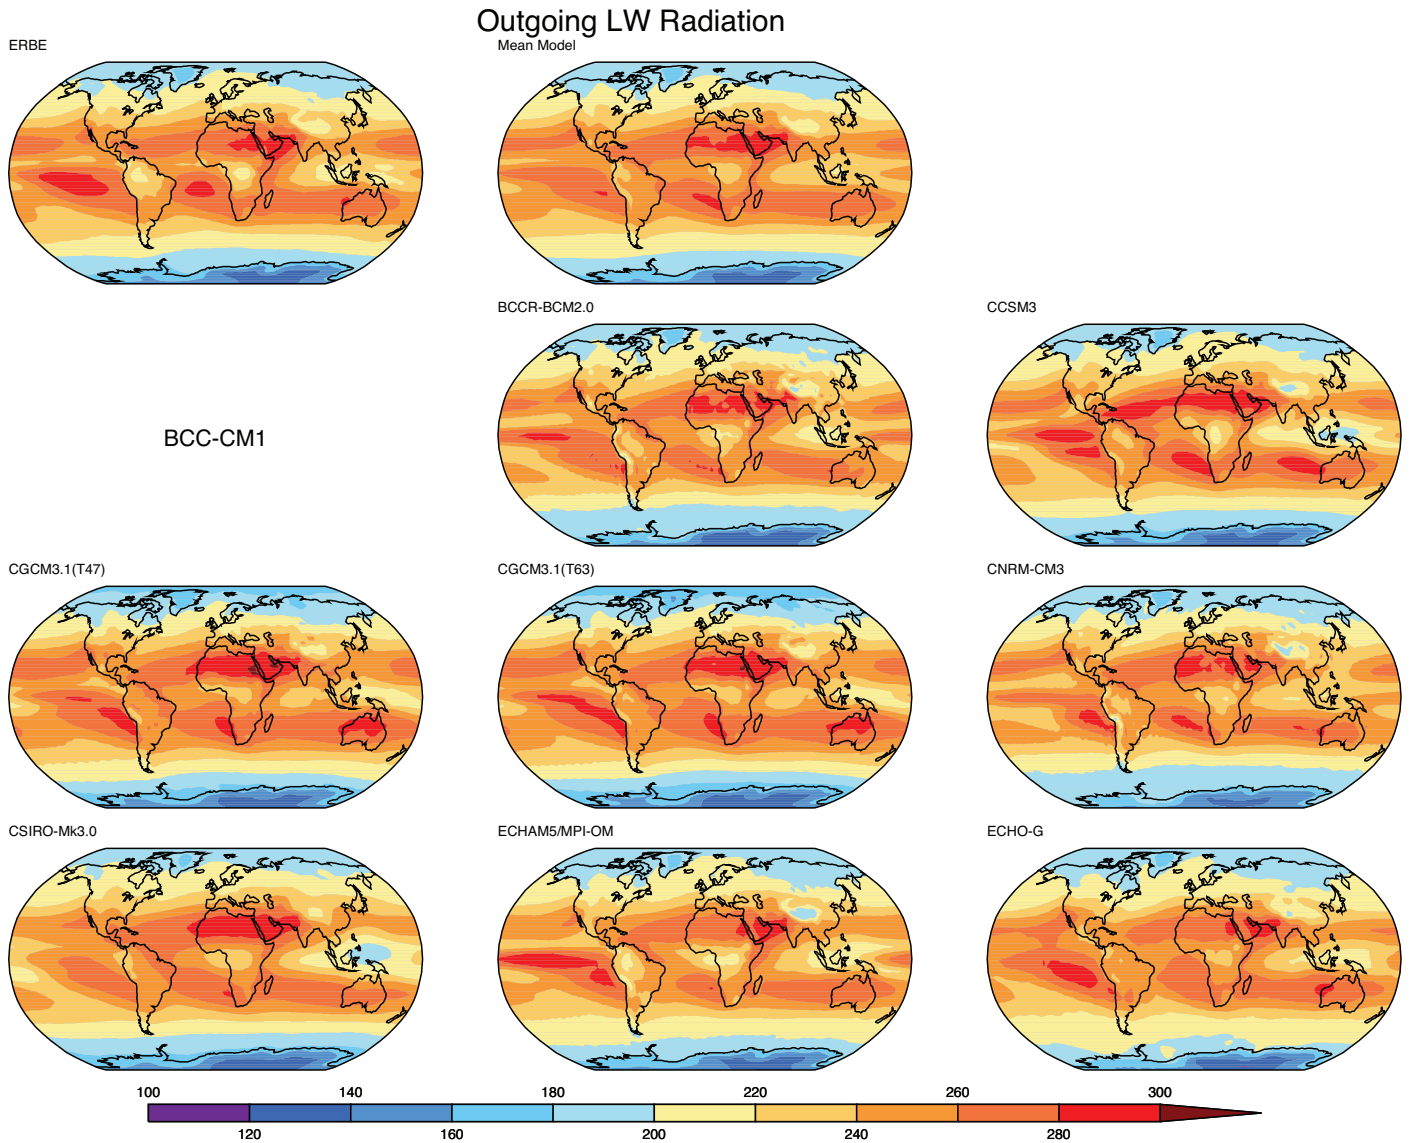 Outgoing LW Radiation
ERBE
Mean Model
BCCR-BCM2.0
CCSM3
BCC-CM1
CGCM3.1(T47)
CGCM3.1(T63)
CNRM-CM3
CSIRO-Mk3.0
ECHAM5/MPI-OM
ECHO-G
100 140 180 220 260 300
120 160 200 240 280